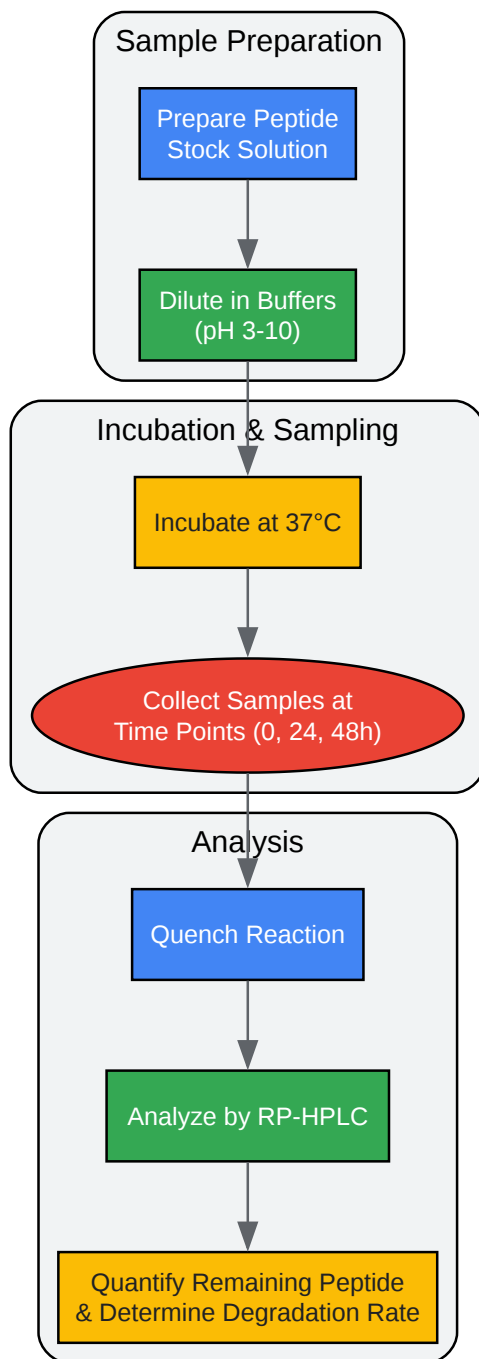 Sample Preparation
Prepare Peptide
Stock Solution
Dilute in Buffers
(pH 3-10)
Incubation & Sampling
Incubate at 37°C
Collect Samples at
Time Points (0, 24, 48h)
Analysis
Quench Reaction
Analyze by RP-HPLC
Quantify Remaining Peptide
& Determine Degradation Rate